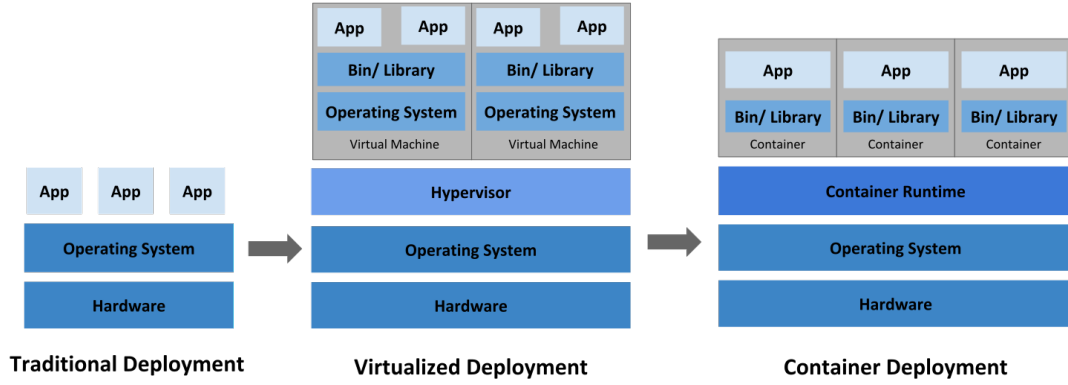 App App App
Operating System
Hardware
Traditional Deployment
App App App App
Bin/ Library Bin/ Library
Operating System Operating System
Virtual Machine Virtual Machine
Hypervisor
Operating System
Hardware
Virtualized Deployment
App App App
Bin/ Library Bin/ Library Bin/ Library
Container Container Container
Container Runtime
Operating System
Hardware
Container Deployment